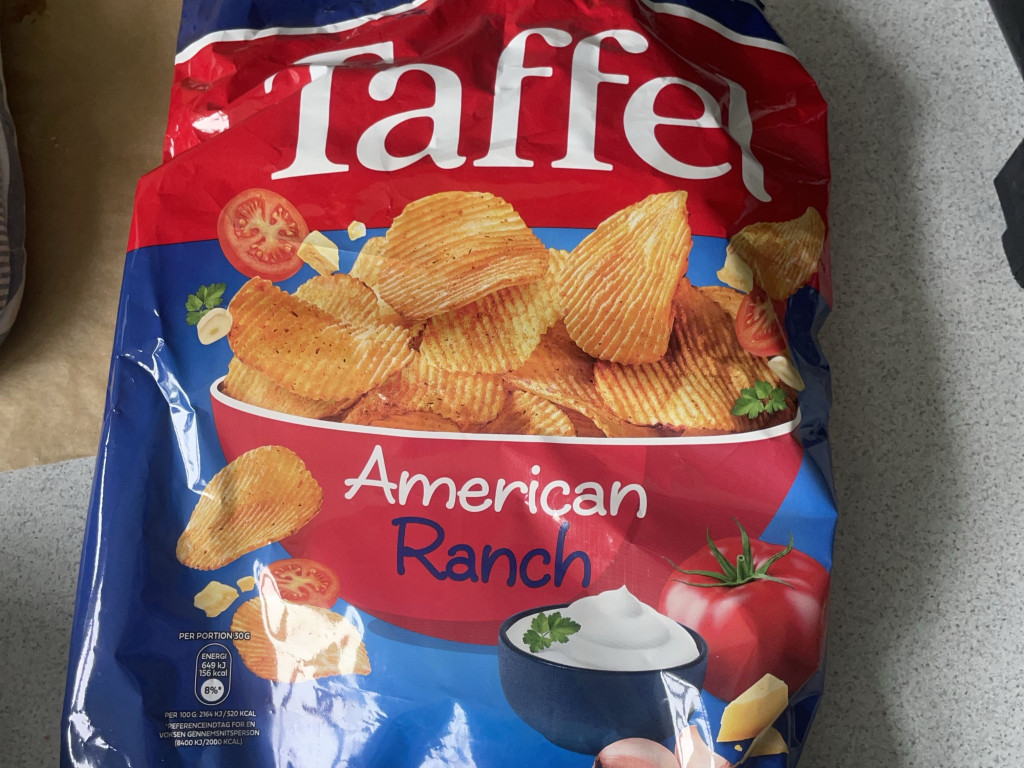 Taffel
American
Ranch
PER PORTION 30G
ENERGI
649 kJ
156 kcal
8%*
PER 100 G: 2164 KJ/520 KCAL
*REFERENCEINDTAG FOR EN
VOKSEN GENNEMSNITSPERSON
(8400 KJ/2000 KCAL)